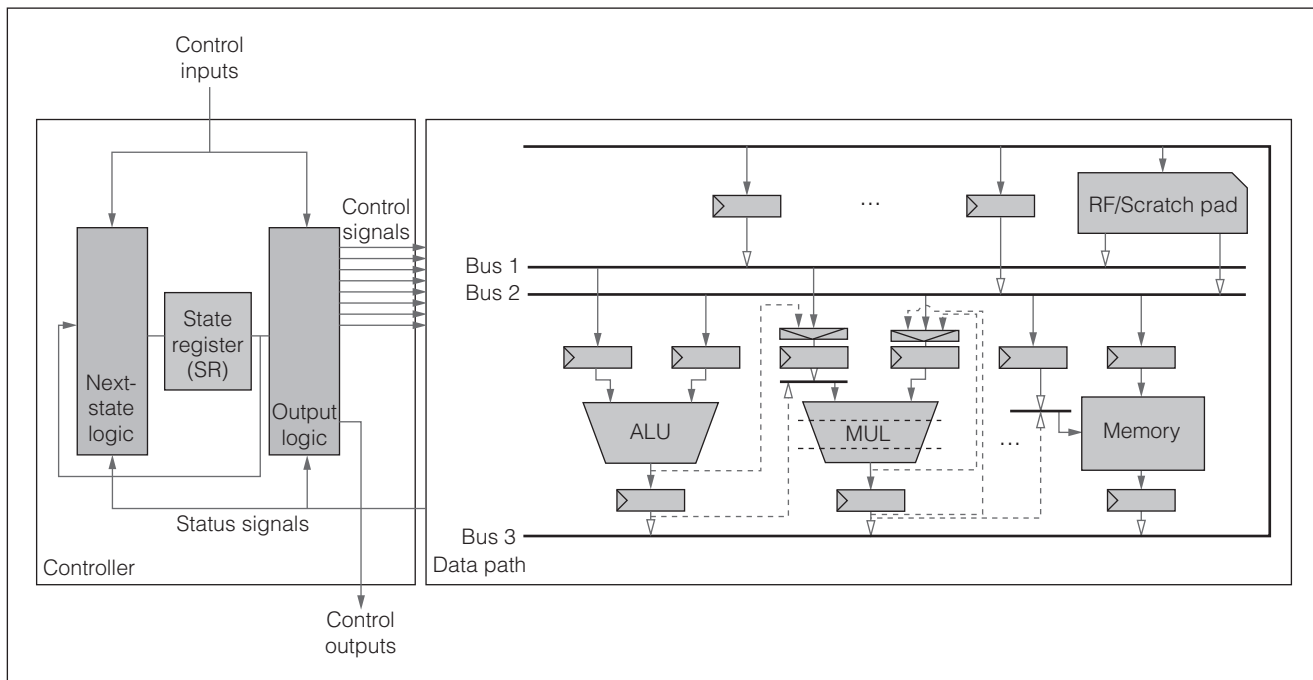 Control
inputs
Control
signals
Next-
state
logic
State
register
(SR)
Output
logic
Status signals
Controller
Control
outputs
RF/Scratch pad
...
Bus 1
Bus 2
ALU
MUL
...
Memory
Bus 3
Data path